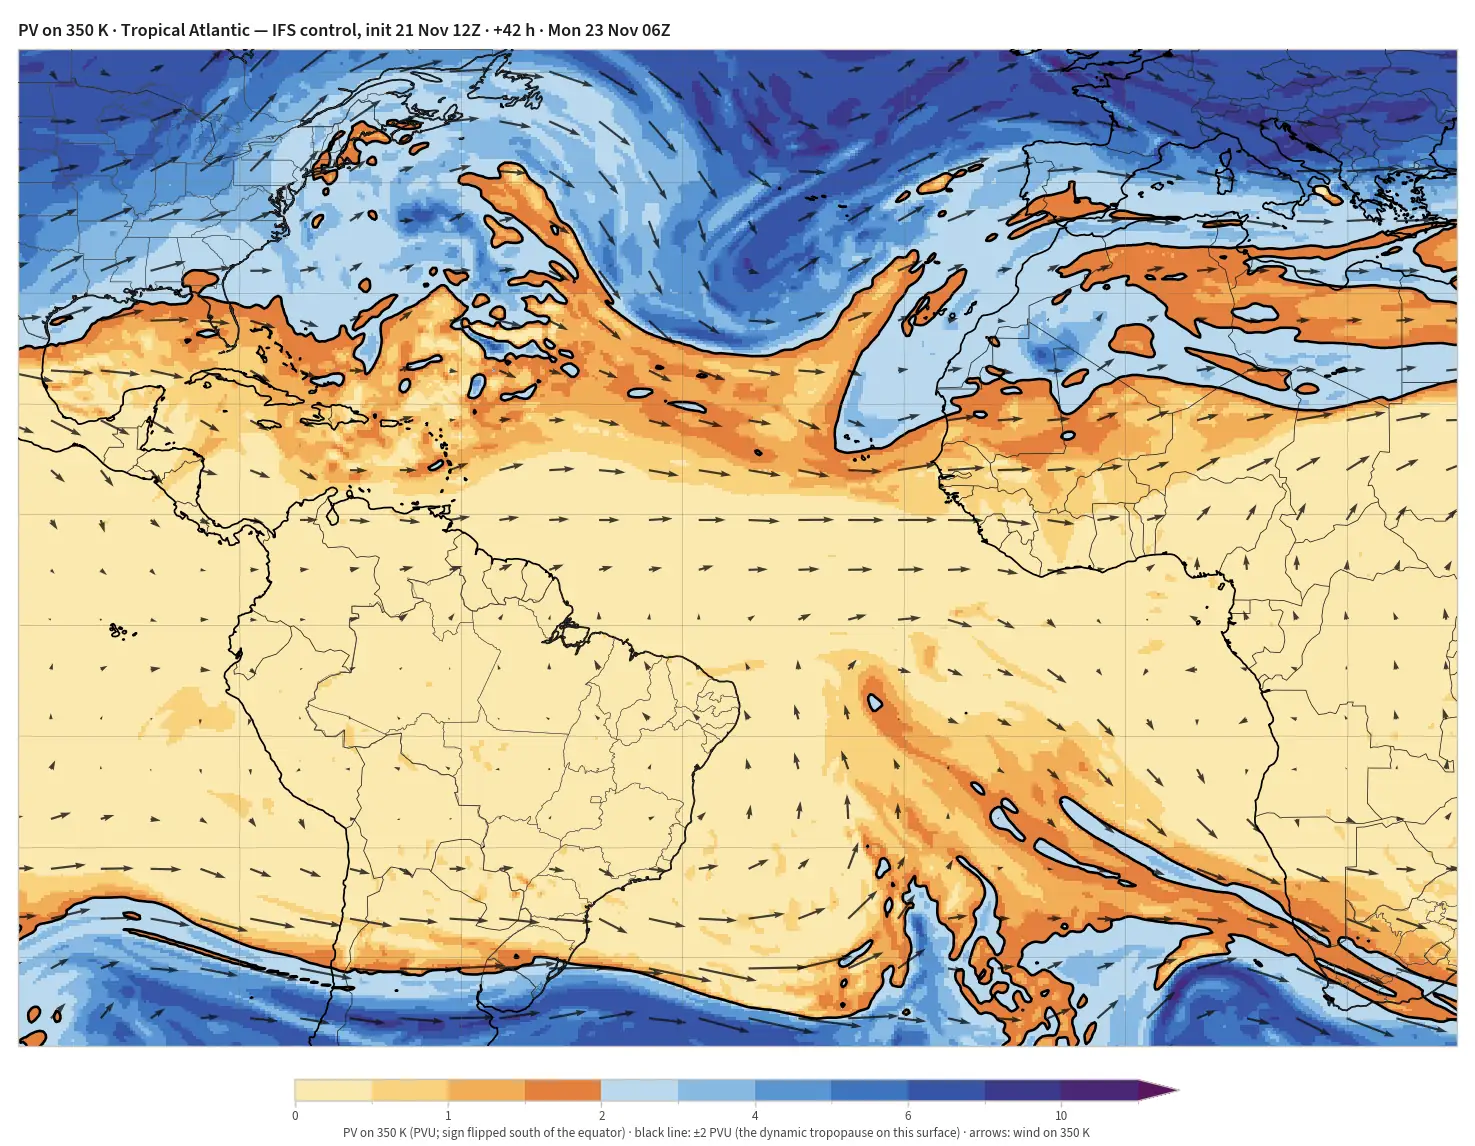 PV on 350 K · Tropical Atlantic — IFS control, init 21 Nov 12Z · +42 h · Mon 23 Nov 06Z
0 1 2 4 6 10
PV on 350 K (PVU; sign flipped south of the equator) · black line: ±2 PVU (the dynamic tropopause on this surface) · arrows: wind on 350 K